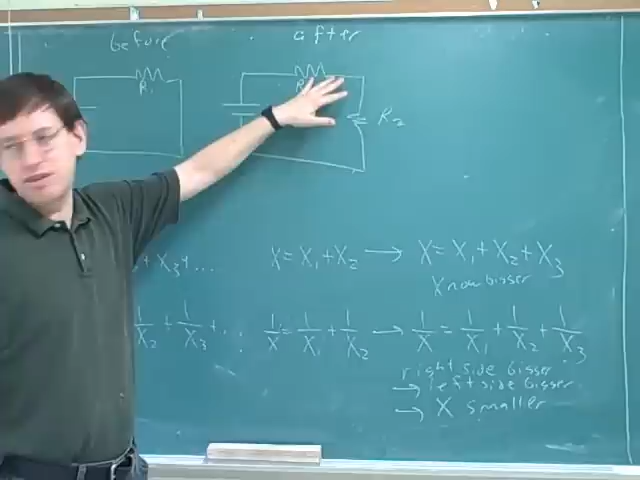 before
after
R1
R
R2
+ X3 + ....
X = X1 + X2 → X = X1 + X2 + X3
X now bigger
1/X2 + 1/X3 + ..
1/X = 1/X1 + 1/X2 → 1/X = 1/X1 + 1/X2 + 1/X3
right side bigger
→ left side bigger
→ X smaller